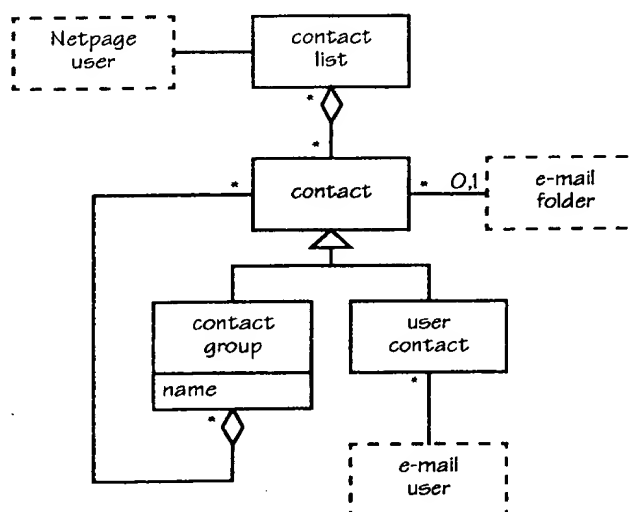 Netpage
user
contact
list
*
*
*
contact
*
0,1
e-mail
folder
contact
group
name
user
contact
*
*
e-mail
user